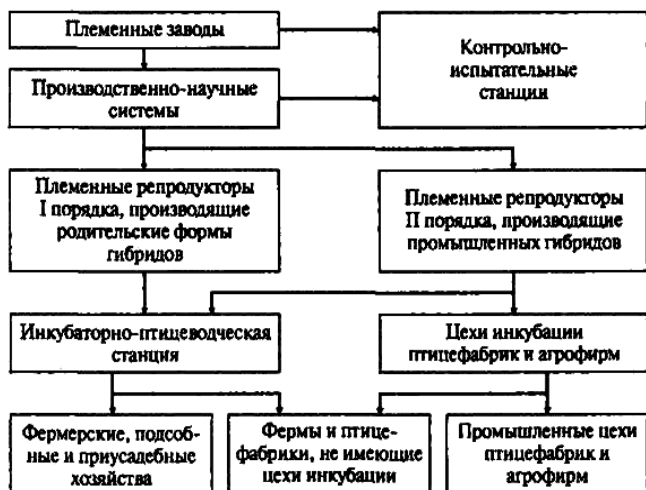 Племенные заводы
Контрольно-
испытательные
станции
Производственно-научные
системы
Племенные репродукторы
I порядка, производящие
родительские формы
гибридов
Племенные репродукторы
II порядка, производящие
промышленных гибридов
Инкубаторно-птицеводческая
станция
Цехи инкубации
птицефабрик и агрофирм
Фермерские, подсоб-
ные и приусадебные
хозяйства
Фермы и птице-
фабрики, не имеющие
цехи инкубации
Промышленные цехи
птицефабрик и
агрофирм